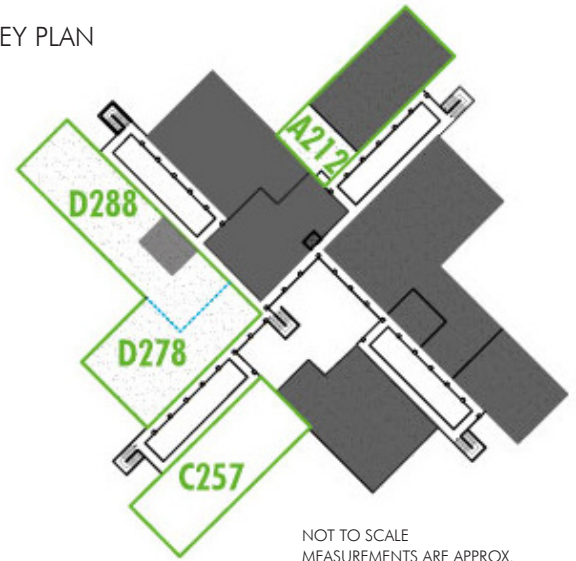 EY PLAN
A212
D288
D278
C257
NOT TO SCALE
MEASUREMENTS ARE APPROX.